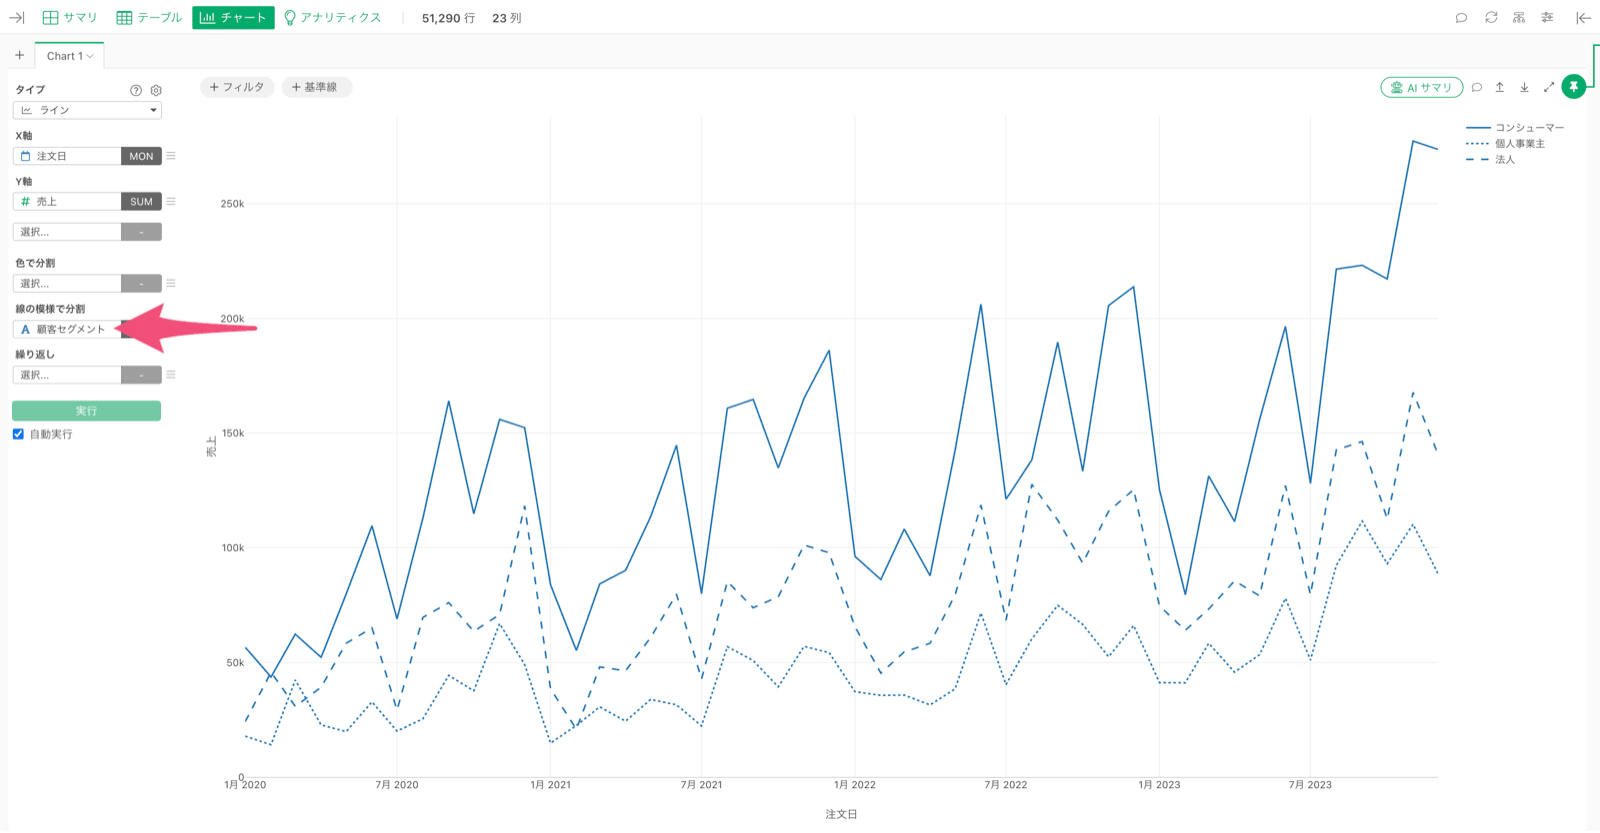 サマリ テーブル チャート アナリティクス 51,290 行 23 列
+ Chart 1
タイプ
ライン
X軸
注文日 MON
Y軸
# 売上 SUM
選択... -
色で分割
選択... -
線の模様で分割
A 顧客セグメント
繰り返し
選択... -
実行
自動実行
+ フィルタ + 基準線
AI サマリ
コンシューマー
個人事業主
法人
250k
200k
150k
100k
50k
0
売上
1月 2020 7月 2020 1月 2021 7月 2021 1月 2022 7月 2022 1月 2023 7月 2023
注文日